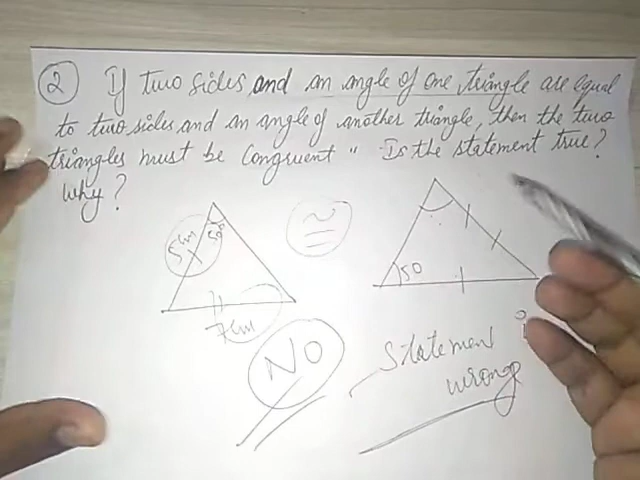 2 If two sides and an angle of one triangle are equal
to two sides and an angle of another triangle, then the two
triangles must be congruent " Is the statement true?
why?
5cm 50° ≅
50
7cm
NO Statement i
wrong